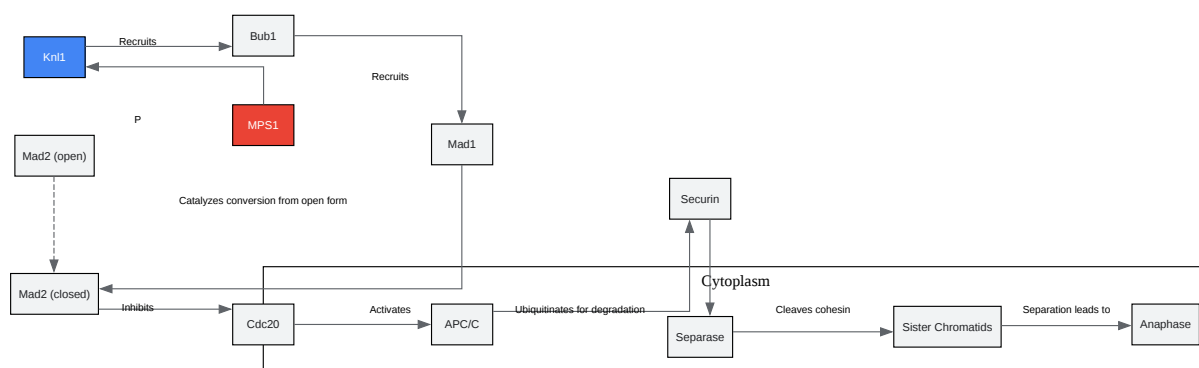 Bub1
Recruits
Knl1
Recruits
P
MPS1
Mad1
Mad2 (open)
Catalyzes conversion from open form
Securin
Cytoplasm
Mad2 (closed)
Inhibits
Cdc20
Activates
APC/C
Ubiquitinates for degradation
Separase
Cleaves cohesin
Sister Chromatids
Separation leads to
Anaphase